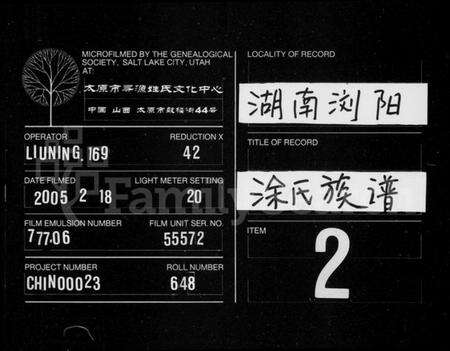 MICROFILMED BY THE GENEALOGICAL
SOCIETY, SALT LAKE CITY, UTAH
AT:
太原市寻源姓氏文化中心
中国 山西 太原市敦化街44号
OPERATOR
REDUCTION X
LIUNING, 169
42
DATE FILMED
LIGHT METER SETTING
2005 2 18
20
FILM EMULSION NUMBER
FILM UNIT SER. NO.
777.06
55572
PROJECT NUMBER
ROLL NUMBER
CHIN00023
648
LOCALITY OF RECORD
湖南浏阳
TITLE OF RECORD
涂氏族谱
ITEM
2